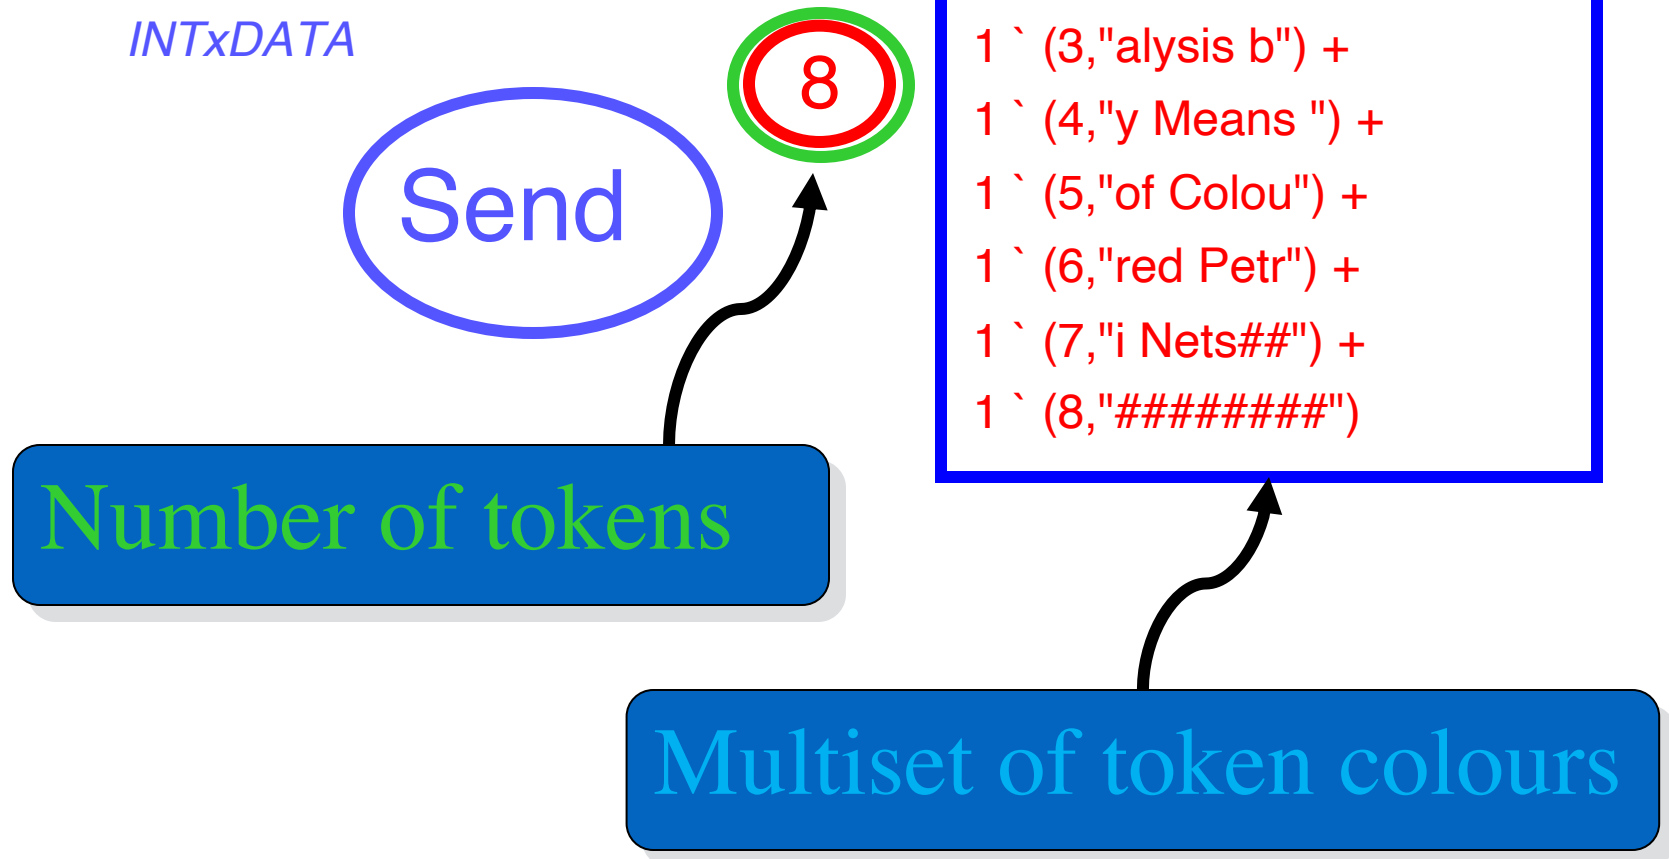 INTxDATA
8
Send
1 ` (3,"alysis b") +
1 ` (4,"y Means ") +
1 ` (5,"of Colou") +
1 ` (6,"red Petr") +
1 ` (7,"i Nets##") +
1 ` (8,"########")
Number of tokens
Multiset of token colours